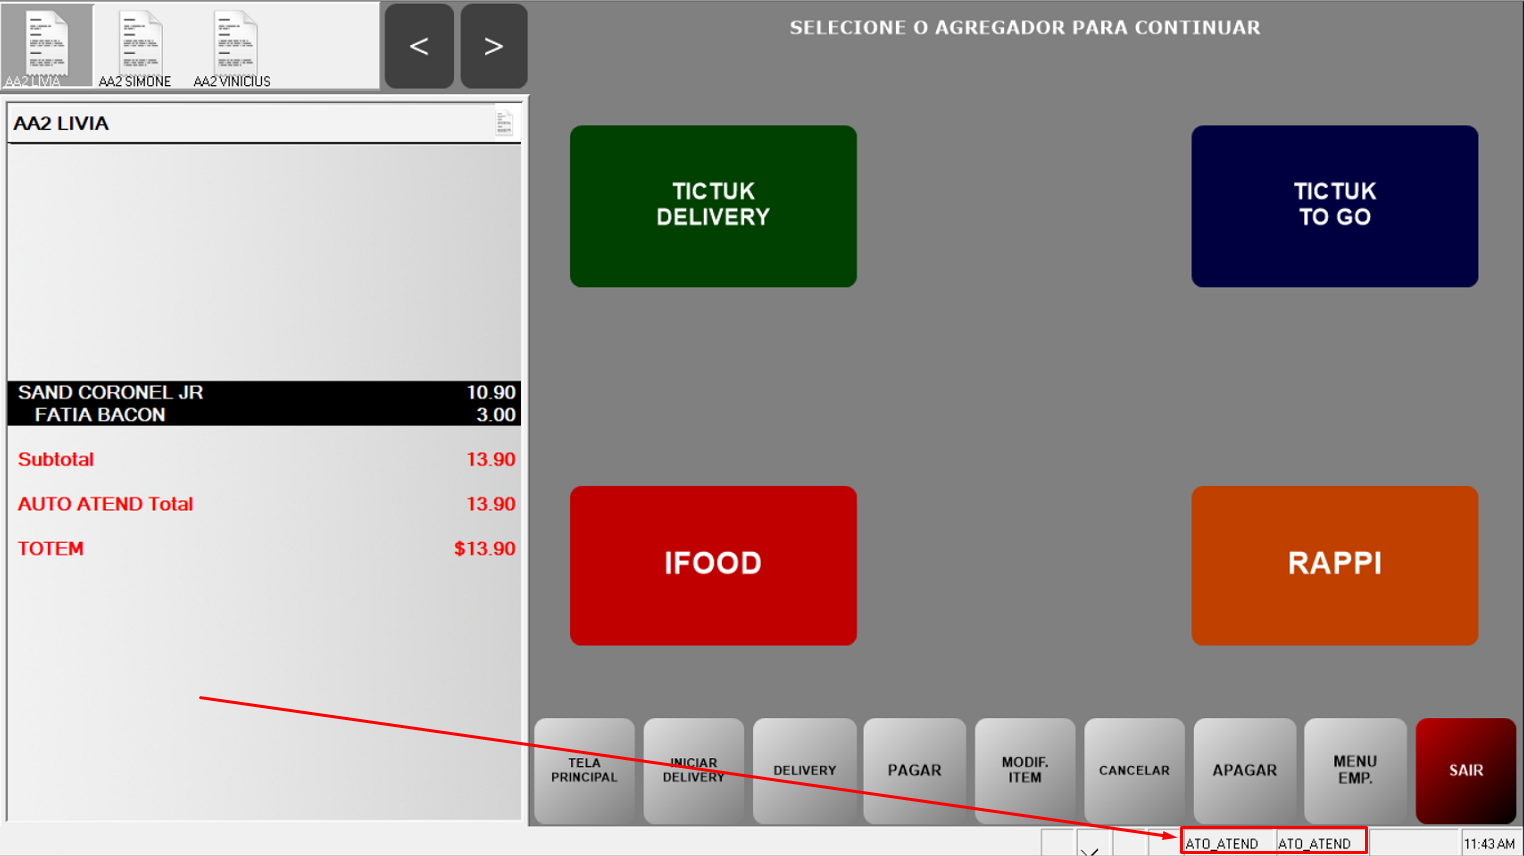 AA2 LIVIA
AA2 SIMONE
AA2 VINICIUS
<
>
SELECIONE O AGREGADOR PARA CONTINUAR
AA2 LIVIA
SAND CORONEL JR 10.90
FATIA BACON 3.00
Subtotal 13.90
AUTO ATEND Total 13.90
TOTEM $13.90
TICTUK
DELIVERY
TICTUK
TO GO
IFOOD
RAPPI
TELA
PRINCIPAL
INICIAR
DELIVERY
DELIVERY
PAGAR
MODIF.
ITEM
CANCELAR
APAGAR
MENU
EMP.
SAIR
ATO_ATEND
ATO_ATEND
11:43 AM